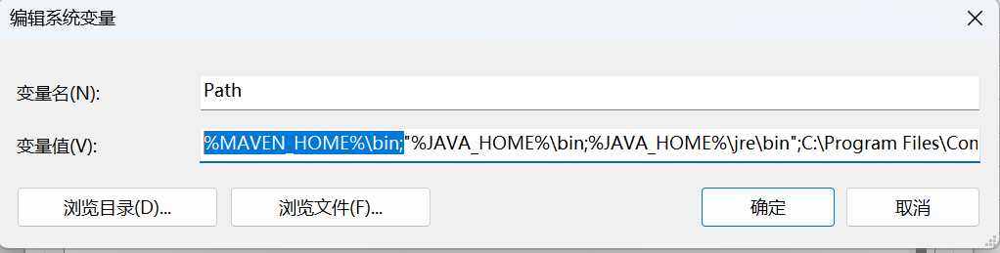 编辑系统变量
变量名(N):
Path
变量值(V):
%MAVEN_HOME%\bin;"%JAVA_HOME%\bin;%JAVA_HOME%\jre\bin";C:\Program Files\Con
浏览目录(D)...
浏览文件(F)...
确定
取消